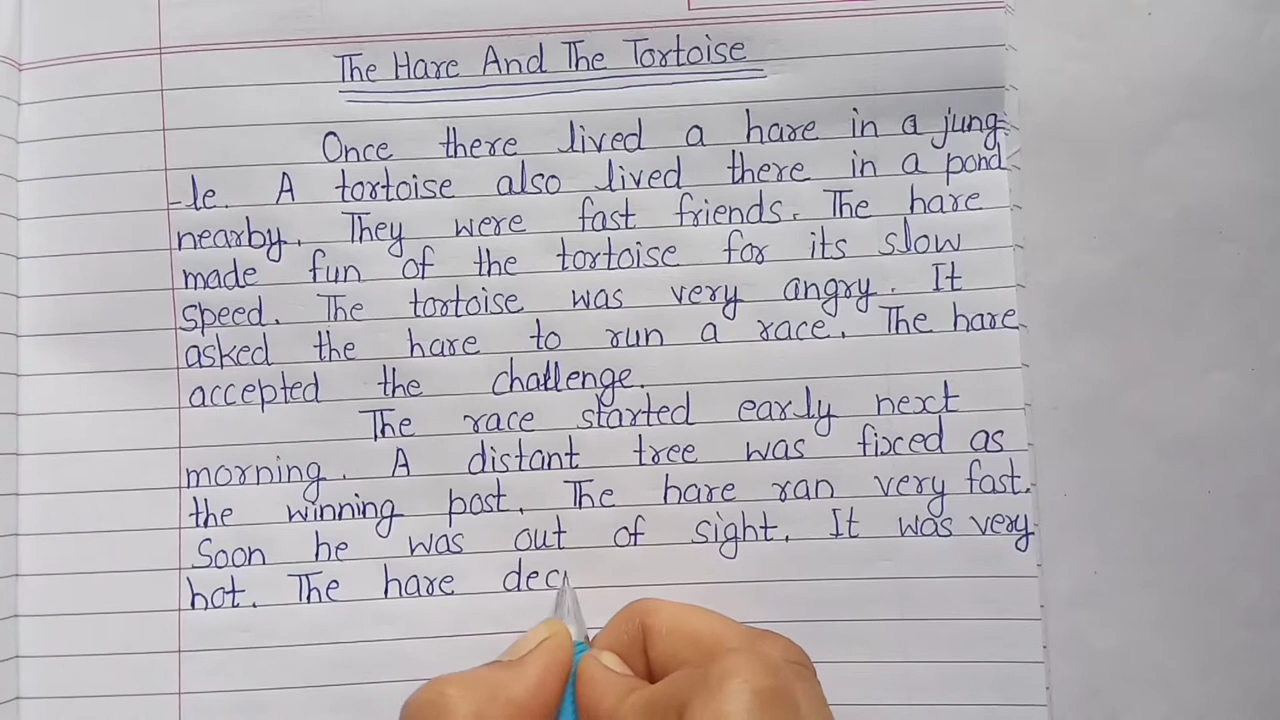 The Hare And The Tortoise
Once there lived a hare in a jung
-le. A tortoise also lived there in a pond
nearby. They were fast friends. The hare
made fun of the tortoise for its slow
speed. The tortoise was very angry. It
asked the hare to run a race. The hare
accepted the challenge.
The race started early next
morning. A distant tree was fixed as
the winning post. The hare ran very fast.
Soon he was out of sight. It was very
hot. The hare dec